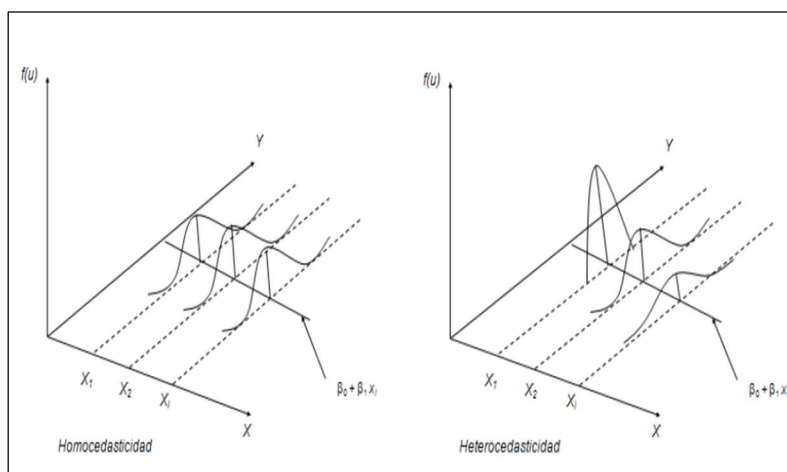 f(u)
Y
X₁
X₂
Xᵢ
X
β₀ + β₁ xᵢ
Homocedasticidad
f(u)
Y
X₁
X₂
Xᵢ
X
β₀ + β₁ x
Heterocedasticidad